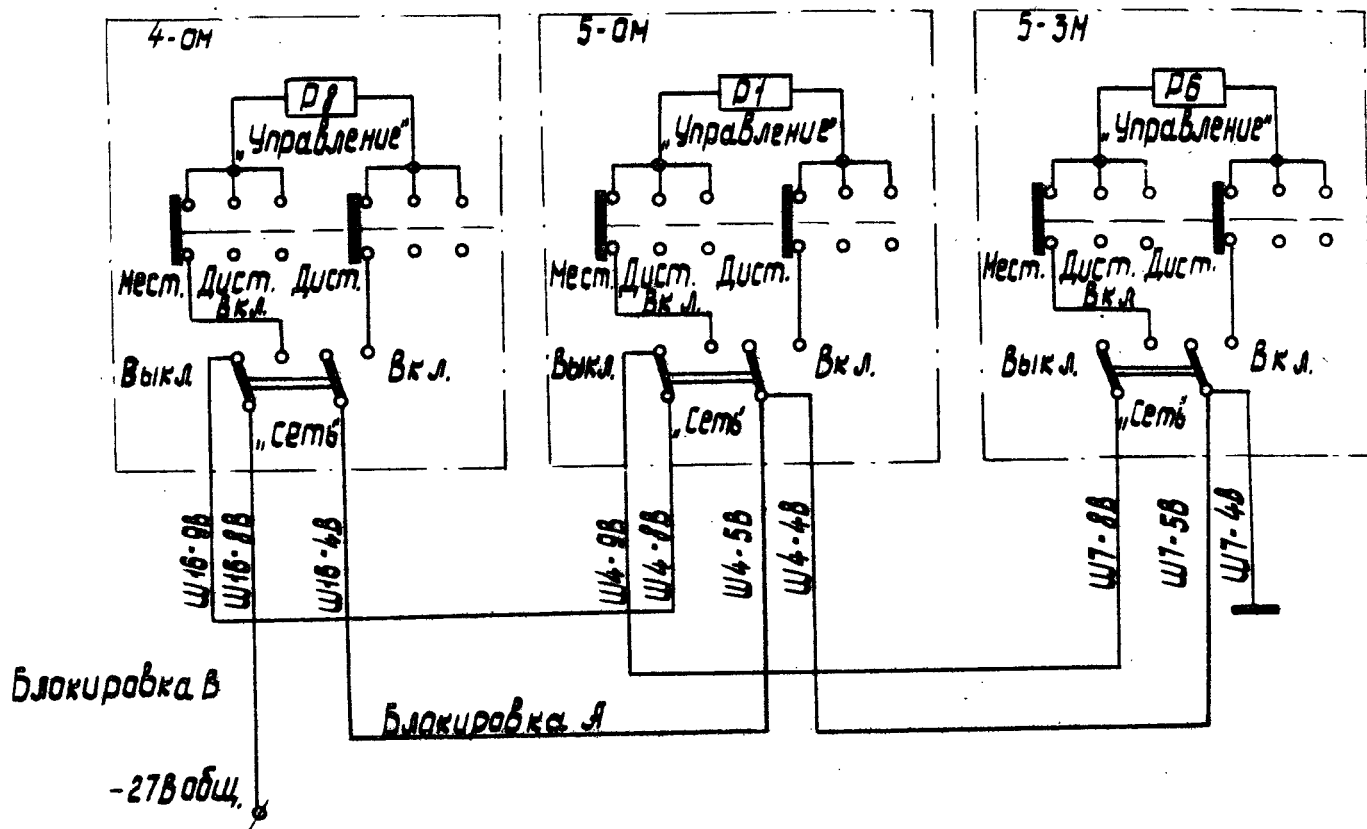 4-ОМ
5-ОМ
5-3М
Р8
Р1
Р6
„Управление"
„Управление"
„Управление"
Мест. Дист. Дист.
Мест. Дист. Дист.
Мест. Дист. Дист.
Вкл.
Вкл.
Вкл
Выкл
Вкл.
Выкл.
Вкл.
Выкл.
Вкл.
„сеть"
„сеть"
„сеть"
Ш16-9В
Ш16-8В
Ш16-4В
Ш4-9В
Ш4-8В
Ш4-5В
Ш4-4В
Ш7-8В
Ш7-5В
Ш7-4В
Блокировка В
Блокировка А
-27В общ.